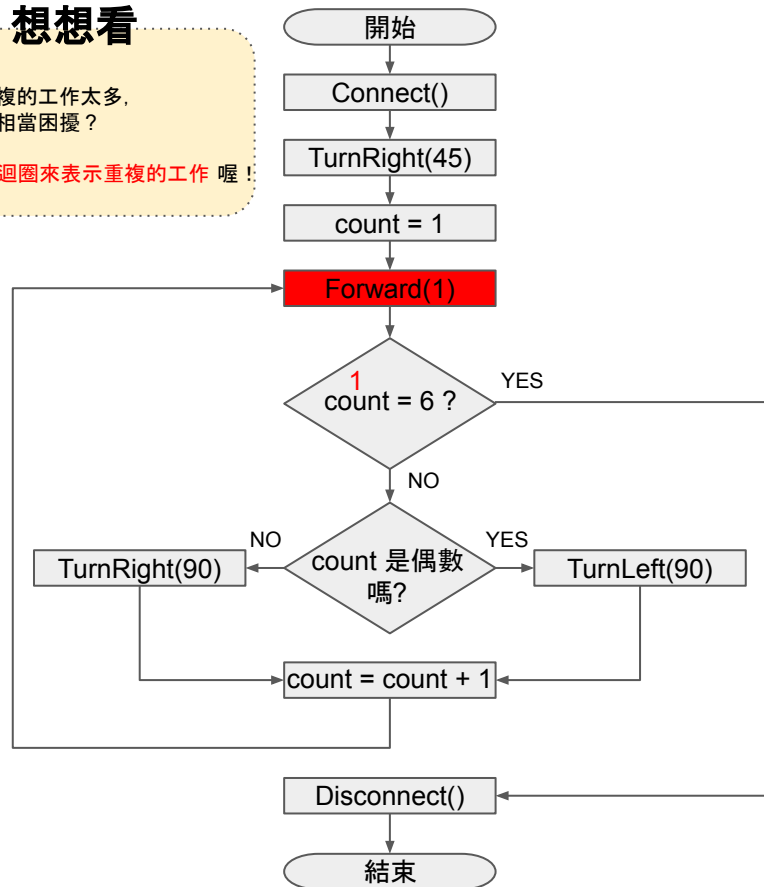 想想看
複的工作太多,
相當困擾？
迴圈來表示重複的工作 喔！
開始
Connect()
TurnRight(45)
count = 1
Forward(1)
1
count = 6 ?
YES
NO
count 是偶數
嗎?
NO
YES
TurnRight(90)
TurnLeft(90)
count = count + 1
Disconnect()
結束